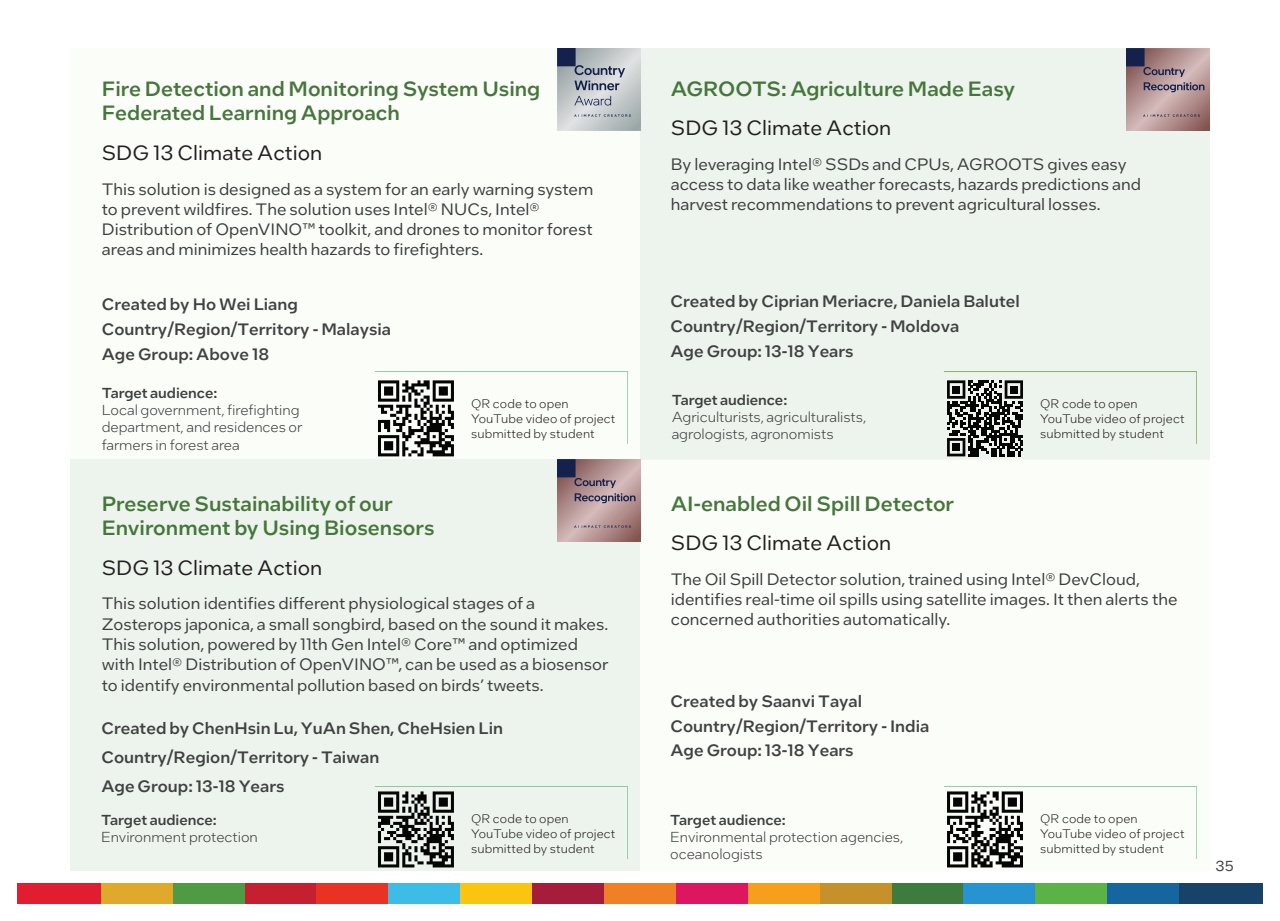 Fire Detection and Monitoring System Using
Federated Learning Approach
Country
Winner
Award
AI IMPACT CREATORS
SDG 13 Climate Action
This solution is designed as a system for an early warning system
to prevent wildfires. The solution uses Intel® NUCs, Intel®
Distribution of OpenVINO™ toolkit, and drones to monitor forest
areas and minimizes health hazards to firefighters.
Created by Ho Wei Liang
Country/Region/Territory - Malaysia
Age Group: Above 18
Target audience:
Local government, firefighting
department, and residences or
farmers in forest area
QR code to open
YouTube video of project
submitted by student
AGROOTS: Agriculture Made Easy
Country
Recognition
AI IMPACT CREATORS
SDG 13 Climate Action
By leveraging Intel® SSDs and CPUs, AGROOTS gives easy
access to data like weather forecasts, hazards predictions and
harvest recommendations to prevent agricultural losses.
Created by Ciprian Meriacre, Daniela Balutel
Country/Region/Territory - Moldova
Age Group: 13-18 Years
Target audience:
Agriculturists, agriculturalists,
agrologists, agronomists
QR code to open
YouTube video of project
submitted by student
Preserve Sustainability of our
Environment by Using Biosensors
Country
Recognition
AI IMPACT CREATORS
SDG 13 Climate Action
This solution identifies different physiological stages of a
Zosterops japonica, a small songbird, based on the sound it makes.
This solution, powered by 11th Gen Intel® Core™ and optimized
with Intel® Distribution of OpenVINO™, can be used as a biosensor
to identify environmental pollution based on birds’ tweets.
Created by ChenHsin Lu, YuAn Shen, CheHsien Lin
Country/Region/Territory - Taiwan
Age Group: 13-18 Years
Target audience:
Environment protection
QR code to open
YouTube video of project
submitted by student
AI-enabled Oil Spill Detector
SDG 13 Climate Action
The Oil Spill Detector solution, trained using Intel® DevCloud,
identifies real-time oil spills using satellite images. It then alerts the
concerned authorities automatically.
Created by Saanvi Tayal
Country/Region/Territory - India
Age Group: 13-18 Years
Target audience:
Environmental protection agencies,
oceanologists
QR code to open
YouTube video of project
submitted by student
35